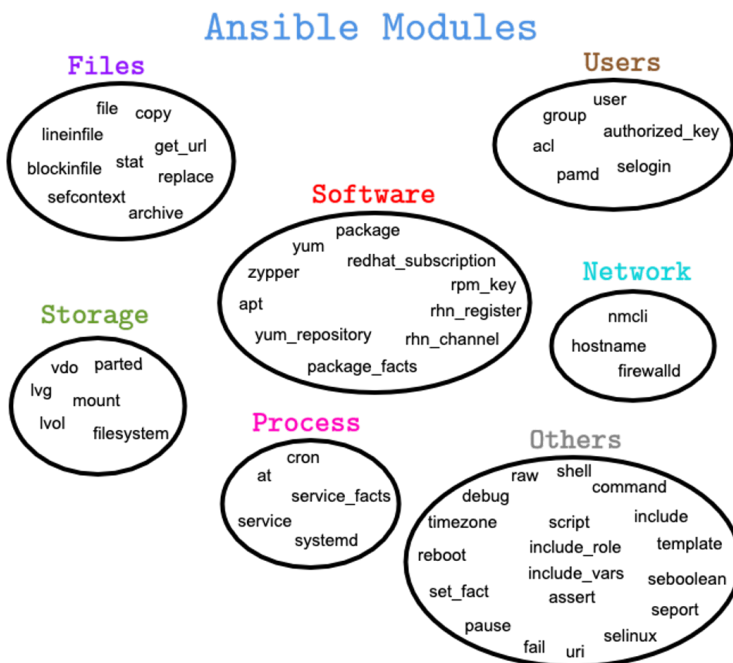 Ansible Modules
Files
file
copy
lineinfile
get_url
blockinfile
stat
replace
sefcontext
archive
Users
user
group
authorized_key
acl
selogin
pamd
Software
package
yum
redhat_subscription
zypper
rpm_key
apt
rhn_register
yum_repository
rhn_channel
package_facts
Network
nmcli
hostname
firewalld
Storage
vdo
parted
lvg
mount
lvol
filesystem
Process
cron
at
service_facts
service
systemd
Others
raw
shell
debug
command
timezone
script
include
reboot
include_role
template
include_vars
seboolean
set_fact
assert
seport
pause
selinux
fail
uri